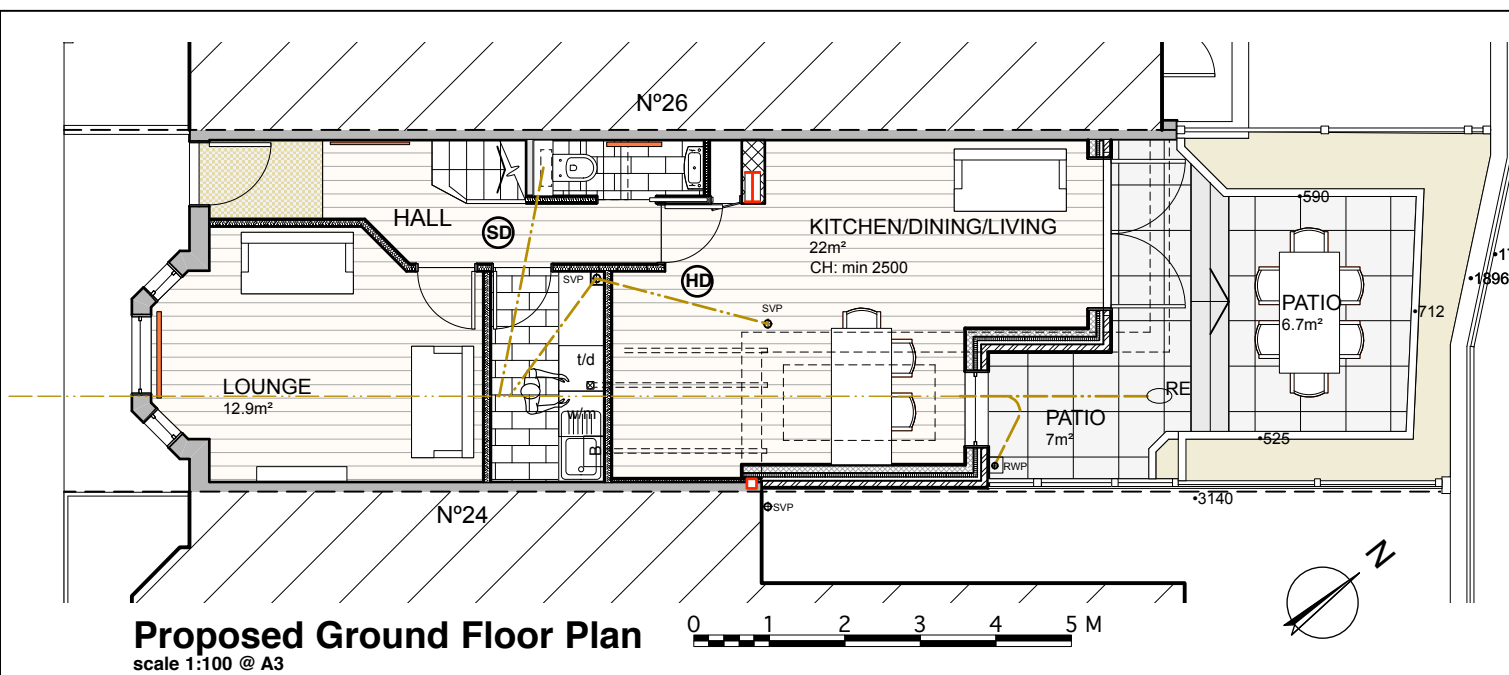 Nº26
HALL
SD
KITCHEN/DINING/LIVING
22m²
CH: min 2500
HD
SVP
SVP
t/d
w/m
B
LOUNGE
12.9m²
590
1896
712
PATIO
6.7m²
RE
PATIO
7m²
525
RWP
3140
Nº24
SVP
N
Proposed Ground Floor Plan
scale 1:100 @ A3
0 1 2 3 4 5 M